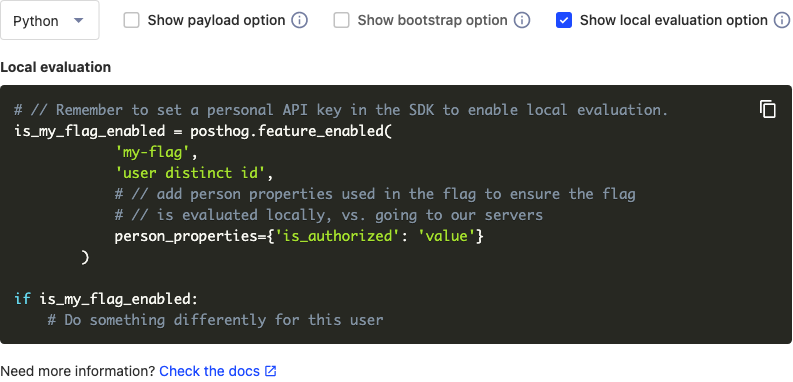 Python Show payload option Show bootstrap option Show local evaluation option
Local evaluation
# // Remember to set a personal API key in the SDK to enable local evaluation.
is_my_flag_enabled = posthog.feature_enabled(
            'my-flag',
            'user distinct id',
            # // add person properties used in the flag to ensure the flag
            # // is evaluated locally, vs. going to our servers
            person_properties={'is_authorized': 'value'}
        )
if is_my_flag_enabled:
    # Do something differently for this user
Need more information? Check the docs